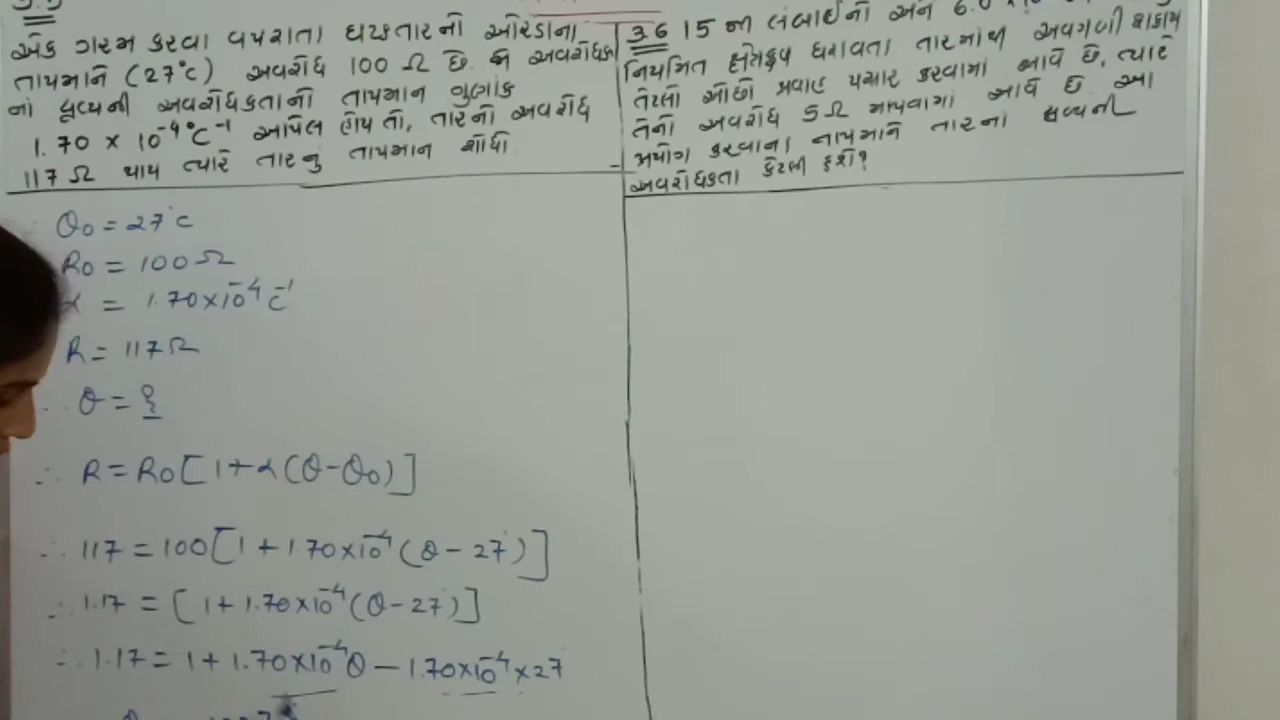 એક ગરમ કરવા વપરાતા ઘટકતારનો ઓરડાના
તાપમાને (27°C) અવરોધ 100 Ω છે. જો અવરોધક
નાં દ્રવ્યની અવરોધકતાનો તાપમાન ગુણાંક
1.70 × 10⁻⁴ °C⁻¹ આપેલ હોય તો, તારનો અવરોધ
117 Ω થાય ત્યારે તારનું તાપમાન શોધો
3.6 15 m લંબાઈનો અને 6.0 × 10
નિયમિત ક્ષેત્રફળ ધરાવતા તારમાંથી અવગણી શકાય
તેટલો ઓછો પ્રવાહ પસાર કરવામાં આવે છે, ત્યારે
તેનો અવરોધ 5 Ω માપવામાં આવે છે આ
પ્રયોગ કરવાના તાપમાને તારના દ્રવ્યની
અવરોધકતા કેટલી હશે?
θ₀ = 27°C
R₀ = 100 Ω
α = 1.70×10⁻⁴ C⁻¹
R = 117 Ω
θ = ?
∴ R = R₀ [1 + α (θ - θ₀)]
∴ 117 = 100 [1 + 1.70×10⁻⁴ (θ - 27)]
∴ 1.17 = [1 + 1.70×10⁻⁴ (θ - 27)]
∴ 1.17 = 1 + 1.70×10⁻⁴ θ - 1.70×10⁻⁴ × 27